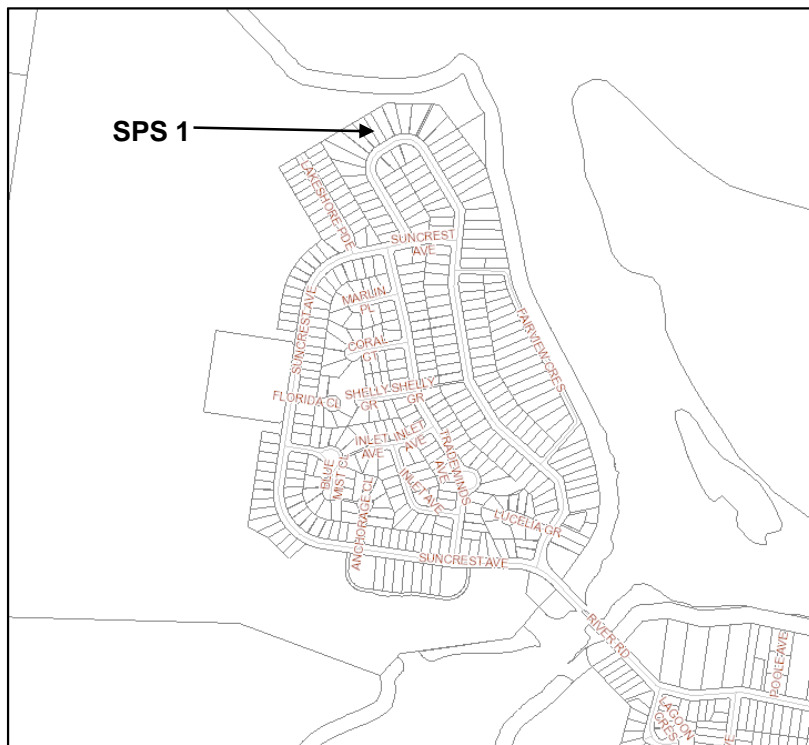 SPS 1
LAKESHORE PDE
SUNCREST
AVE
MARLIN
PL
SUNCREST AVE
CORAL
CT
FAIRVIEW CRES
SHELLY
GR
SHELLY
GR
FLORIDA CL
INLET
AVE
INLET
AVE
TRADEWINDS
AVE
BLUE
MIST CL
INLET AVE
ANCHORAGE CL
LUCELIA GR
SUNCREST AVE
RIVER RD
POOLE AVE
LAGOON
CRES
E